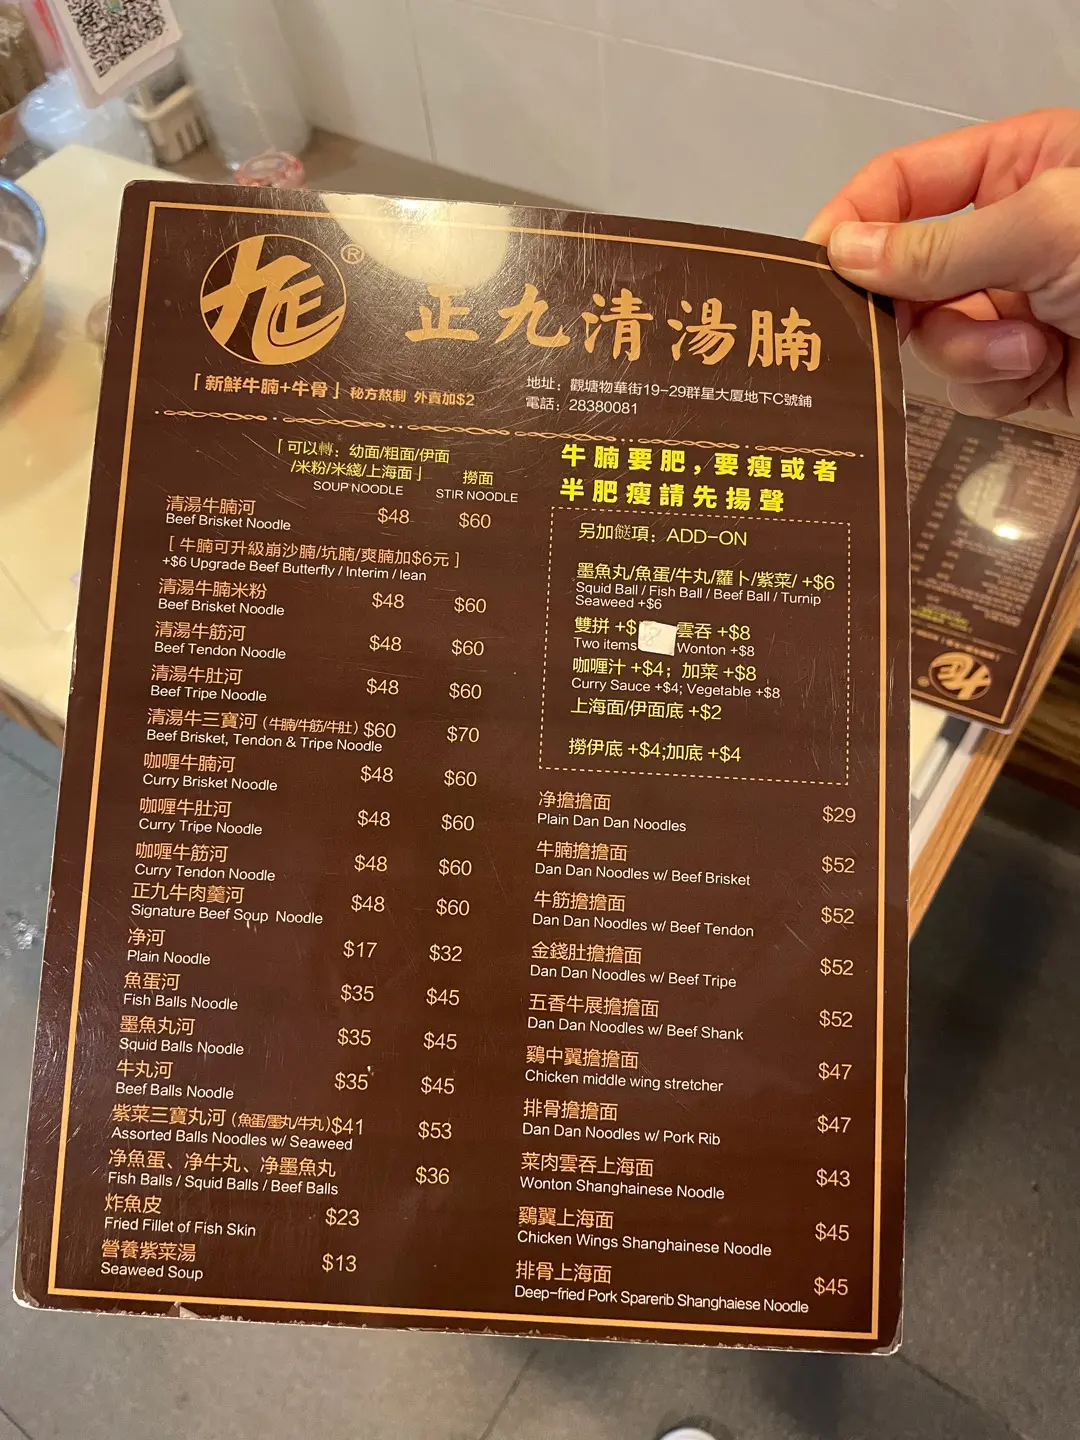 ®
正九清湯腩
「新鮮牛腩+牛骨」秘方熬制 外賣加$2
地址：觀塘物華街19-29群星大厦地下C號鋪
電話：28380081
「可以轉：幼面/粗面/伊面
/米粉/米綫/上海面」
SOUP NOODLE
撈面
STIR NOODLE
清湯牛腩河 $48 $60
Beef Brisket Noodle
[ 牛腩可升級崩沙腩/坑腩/爽腩加$6元 ]
+$6 Upgrade Beef Butterfly / Interim / lean
清湯牛腩米粉 $48 $60
Beef Brisket Noodle
清湯牛筋河 $48 $60
Beef Tendon Noodle
清湯牛肚河 $48 $60
Beef Tripe Noodle
清湯牛三寶河（牛腩/牛筋/牛肚）$60 $70
Beef Brisket, Tendon & Tripe Noodle
咖喱牛腩河 $48 $60
Curry Brisket Noodle
咖喱牛肚河 $48 $60
Curry Tripe Noodle
咖喱牛筋河 $48 $60
Curry Tendon Noodle
正九牛肉羹河 $48 $60
Signature Beef Soup Noodle
净河 $17 $32
Plain Noodle
魚蛋河 $35 $45
Fish Balls Noodle
墨魚丸河 $35 $45
Squid Balls Noodle
牛丸河 $35 $45
Beef Balls Noodle
紫菜三寶丸河（魚蛋/墨丸/牛丸）$41 $53
Assorted Balls Noodles w/ Seaweed
净魚蛋、净牛丸、净墨魚丸 $36
Fish Balls / Squid Balls / Beef Balls
炸魚皮 $23
Fried Fillet of Fish Skin
營養紫菜湯 $13
Seaweed Soup
牛腩要肥，要瘦或者
半肥瘦請先揚聲
另加餸項：ADD-ON
墨魚丸/魚蛋/牛丸/蘿卜/紫菜/ +$6
Squid Ball / Fish Ball / Beef Ball / Turnip
Seaweed +$6
雙拼 +$ 雲吞 +$8
Two items Wonton +$8
咖喱汁 +$4；加菜 +$8
Curry Sauce +$4; Vegetable +$8
上海面/伊面底 +$2
撈伊底 +$4;加底 +$4
净擔擔面 $29
Plain Dan Dan Noodles
牛腩擔擔面 $52
Dan Dan Noodles w/ Beef Brisket
牛筋擔擔面 $52
Dan Dan Noodles w/ Beef Tendon
金錢肚擔擔面 $52
Dan Dan Noodles w/ Beef Tripe
五香牛展擔擔面 $52
Dan Dan Noodles w/ Beef Shank
鷄中翼擔擔面 $47
Chicken middle wing stretcher
排骨擔擔面 $47
Dan Dan Noodles w/ Pork Rib
菜肉雲吞上海面 $43
Wonton Shanghainese Noodle
鷄翼上海面 $45
Chicken Wings Shanghainese Noodle
排骨上海面 $45
Deep-fried Pork Sparerib Shanghaiese Noodle